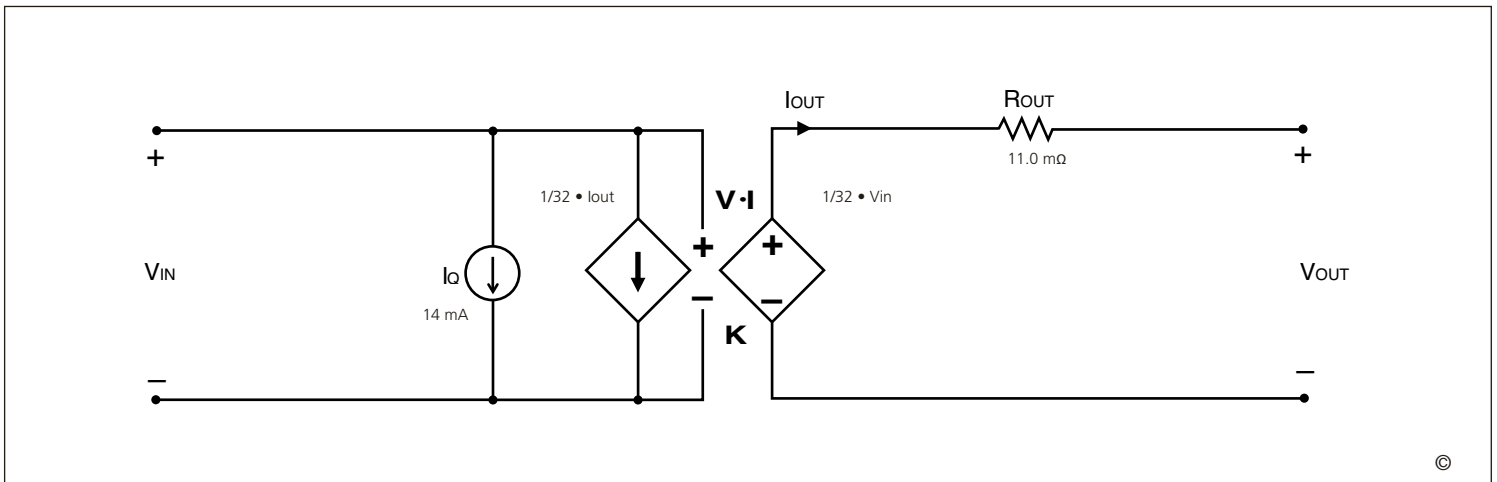 IOUT
ROUT
+
+
11.0 mΩ
1/32 • Iout
V•I
1/32 • Vin
+
+
VIN
IQ
VOUT
14 mA
–
–
K
–
–
©